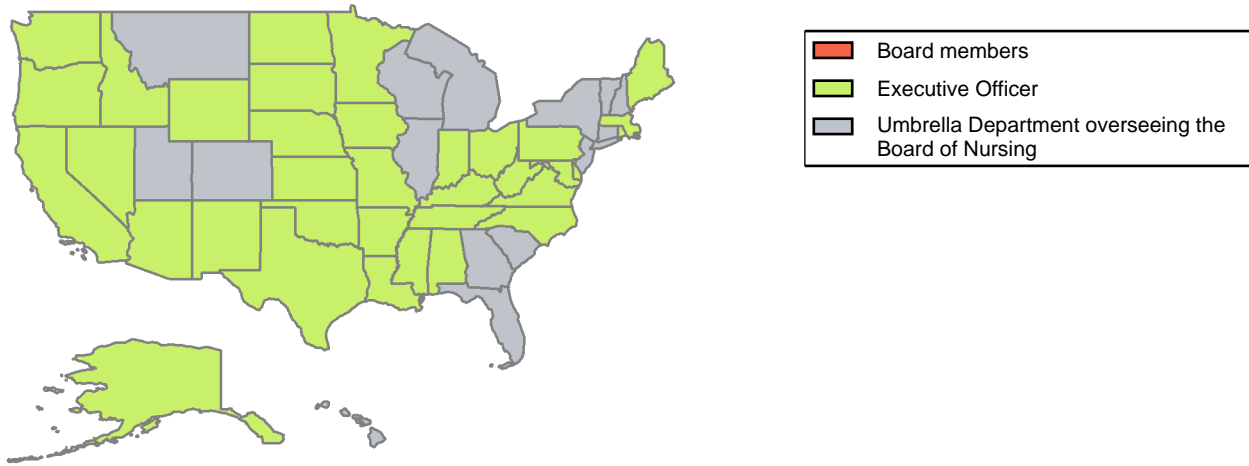 Board members
Executive Officer
Umbrella Department overseeing the
Board of Nursing